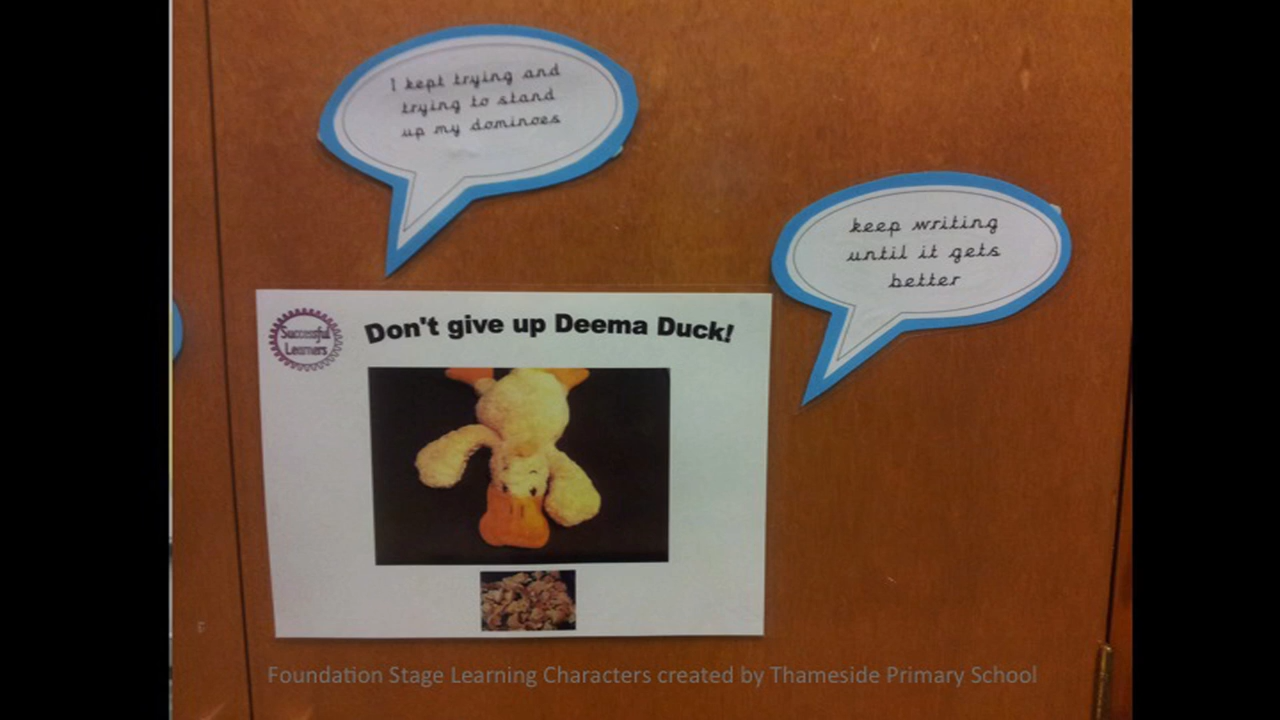 I kept trying and
trying to stand
up my dominoes
keep writing
until it gets
better
Successful
Learners
Don't give up Deema Duck!
Foundation Stage Learning Characters created by Thameside Primary School